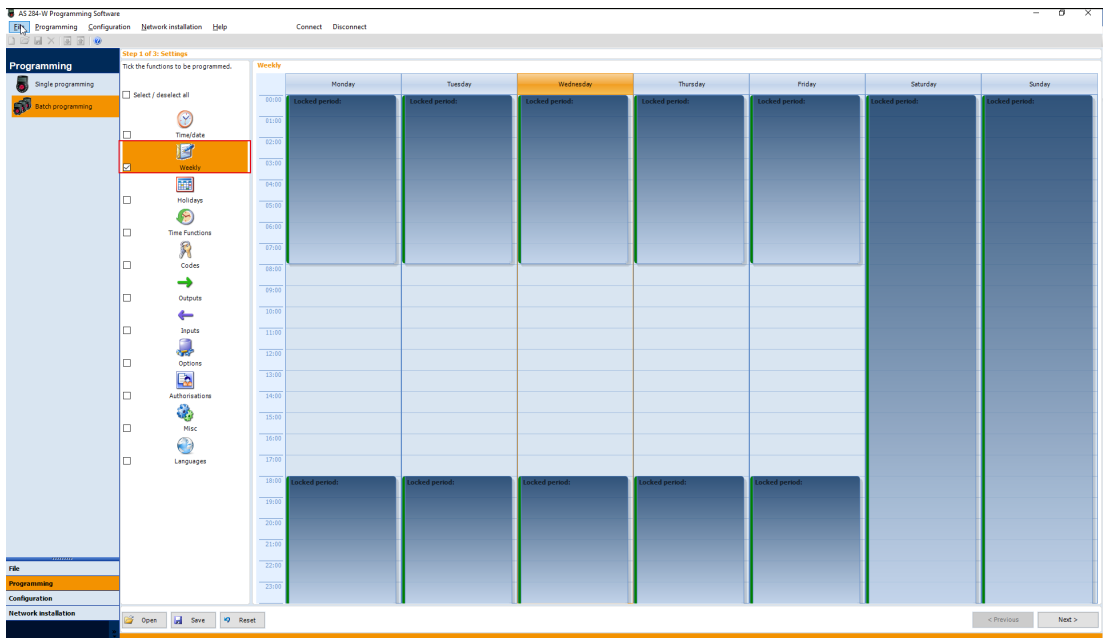 AS 284-W Programming Software
File Programming Configuration Network installation Help Connect Disconnect
Programming
Single programming
Batch programming
Step 1 of 3: Settings
Tick the functions to be programmed.
Select / deselect all
Time/date
Weekly
Holidays
Time Functions
Codes
Outputs
Inputs
Options
Authorisations
Misc
Languages
Weekly
Monday Tuesday Wednesday Thursday Friday Saturday Sunday
00:00 Locked period: Locked period: Locked period: Locked period: Locked period: Locked period: Locked period:
01:00
02:00
03:00
04:00
05:00
06:00
07:00
08:00
09:00
10:00
11:00
12:00
13:00
14:00
15:00
16:00
17:00
18:00 Locked period: Locked period: Locked period: Locked period: Locked period:
19:00
20:00
21:00
22:00
23:00
File
Programming
Configuration
Network installation
Open Save Reset < Previous Next >